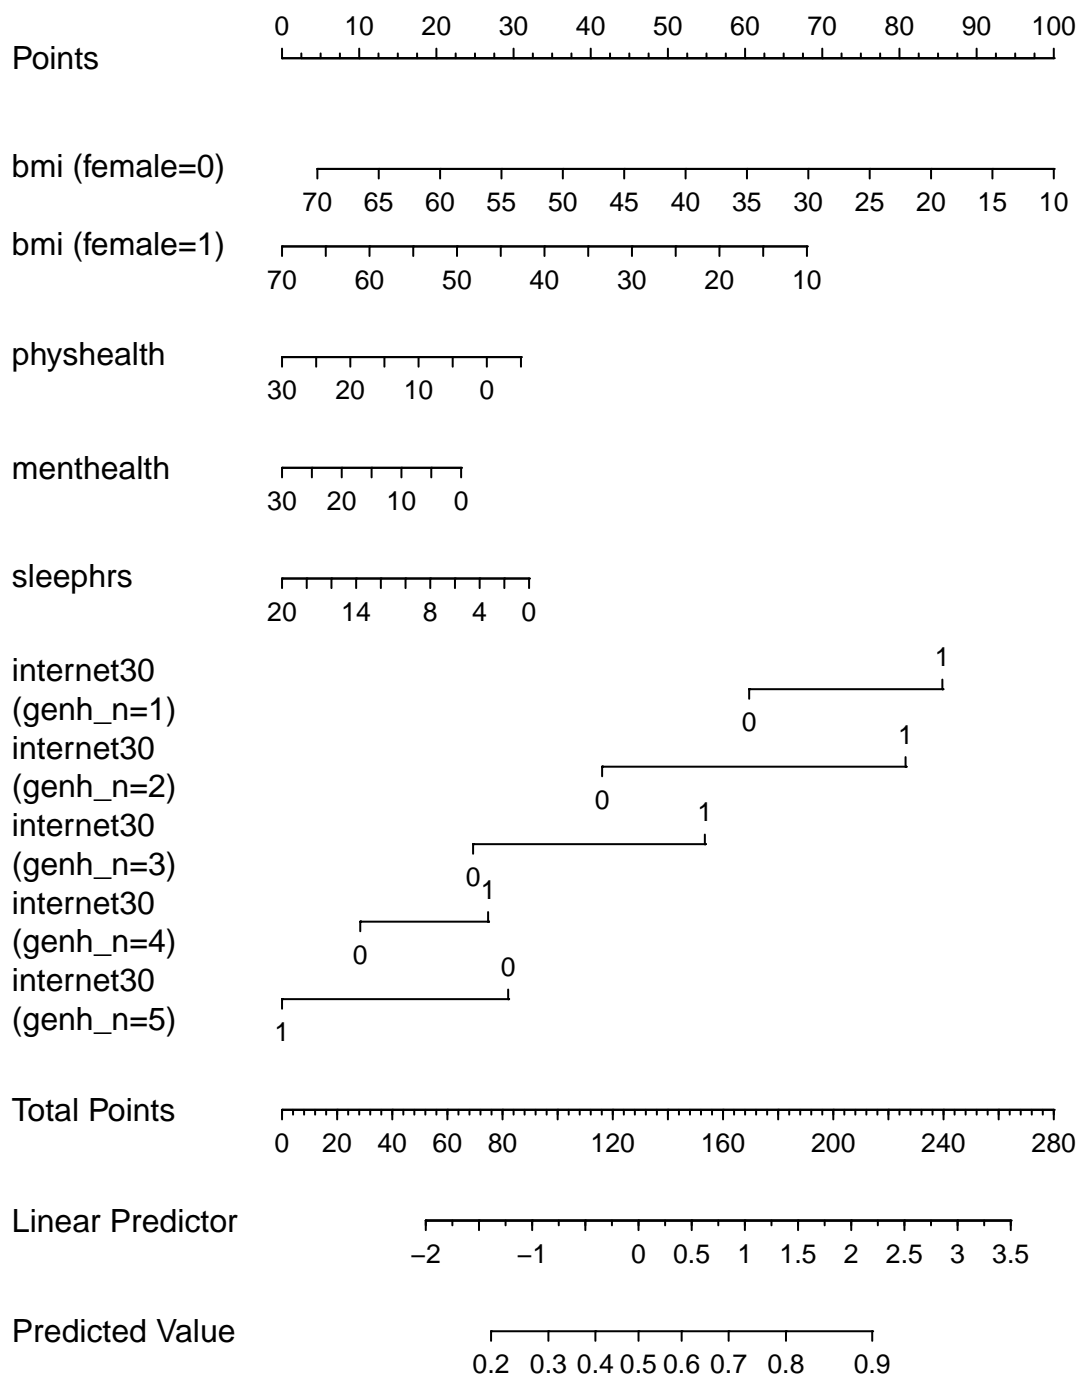 0 10 20 30 40 50 60 70 80 90 100
Points
bmi (female=0)
70 65 60 55 50 45 40 35 30 25 20 15 10
bmi (female=1)
70 60 50 40 30 20 10
physhealth
30 20 10 0
menthealth
30 20 10 0
sleephrs
20 14 8 4 0
internet30
(genh_n=1)
1
0
internet30
(genh_n=2)
1
0
internet30
(genh_n=3)
1
0
internet30
(genh_n=4)
1
0
internet30
(genh_n=5)
0
1
Total Points
0 20 40 60 80 120 160 200 240 280
Linear Predictor
−2 −1 0 0.5 1 1.5 2 2.5 3 3.5
Predicted Value
0.2 0.3 0.4 0.5 0.6 0.7 0.8 0.9